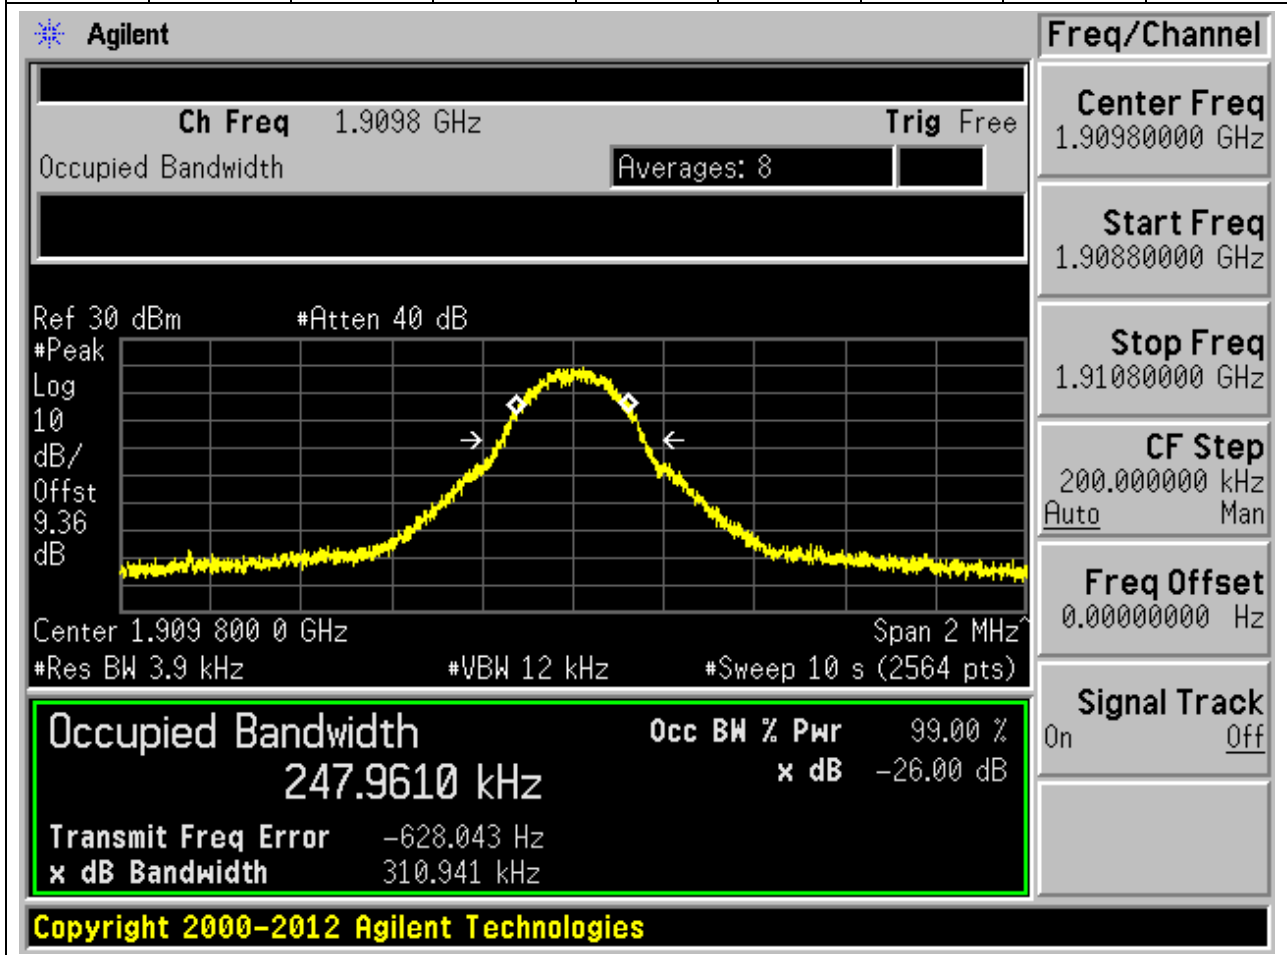 Agilent
Freq/Channel
Ch Freq 1.9098 GHz Trig Free
Occupied Bandwidth Averages: 8
Center Freq
1.90980000 GHz
Start Freq
1.90880000 GHz
Stop Freq
1.91080000 GHz
CF Step
200.000000 kHz
Auto Man
Freq Offset
0.00000000 Hz
Signal Track
On Off
Ref 30 dBm #Atten 40 dB
#Peak
Log
10
dB/
Offst
9.36
dB
Center 1.909 800 0 GHz Span 2 MHz^
#Res BW 3.9 kHz #VBW 12 kHz #Sweep 10 s (2564 pts)
Occupied Bandwidth Occ BW % Pwr 99.00 %
247.9610 kHz x dB -26.00 dB
Transmit Freq Error -628.043 Hz
x dB Bandwidth 310.941 kHz
Copyright 2000-2012 Agilent Technologies